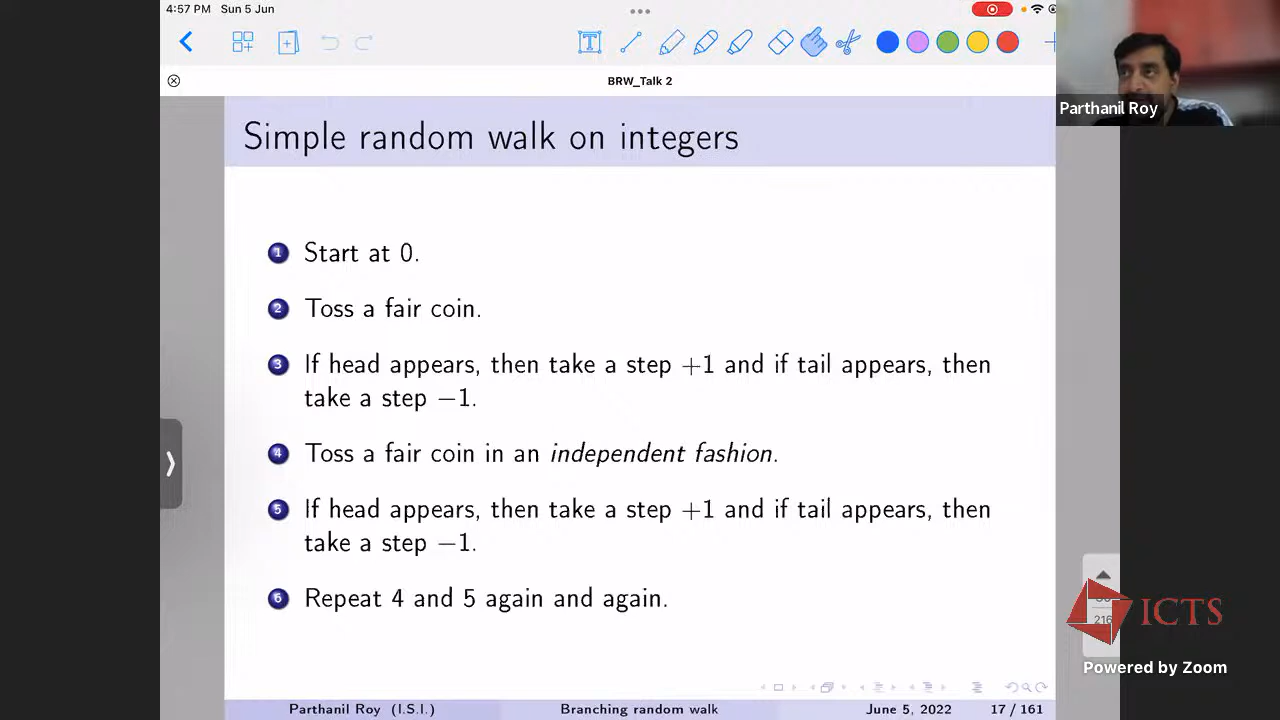 4:57 PM Sun 5 Jun
BRW_Talk 2
Parthanil Roy
Simple random walk on integers
1 Start at 0.
2 Toss a fair coin.
3 If head appears, then take a step +1 and if tail appears, then
take a step −1.
4 Toss a fair coin in an independent fashion.
5 If head appears, then take a step +1 and if tail appears, then
take a step −1.
6 Repeat 4 and 5 again and again.
216
ICTS
Powered by Zoom
Parthanil Roy (I.S.I.) Branching random walk June 5, 2022 17 / 161